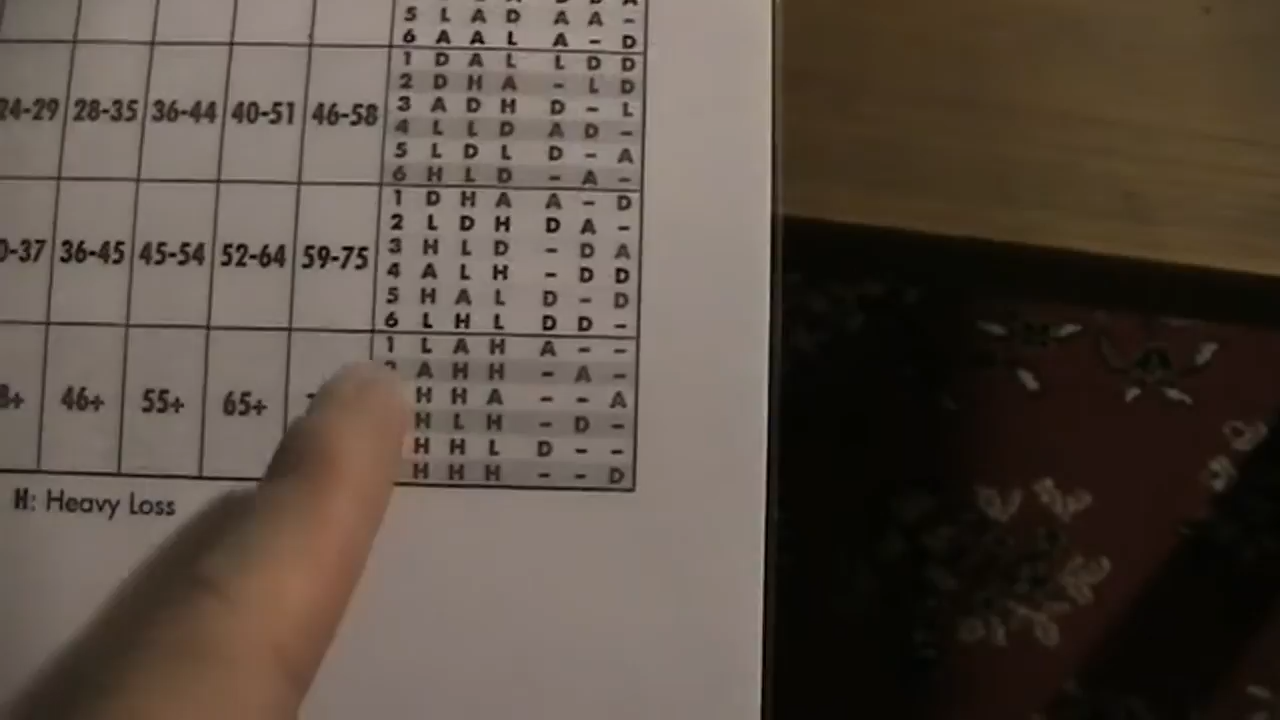 5 L A D A A -
6 A A L A - D
1 D A L L D D
2 D H A - L D
24-29 28-35 36-44 40-51 46-58 3 A D H D - L
4 L L D A D -
5 L D L D - A
6 H L D - A -
1 D H A A - D
2 L D H D A -
36-45 45-54 52-64 59-75 3 H L D - D A
4 A L H - D D
5 H A L D - D
6 L H L D D -
1 L A H A - -
A H H - A -
46+ 55+ 65+ H H A - - A
H L H - D -
H H L D - -
H H H - - D
H: Heavy Loss